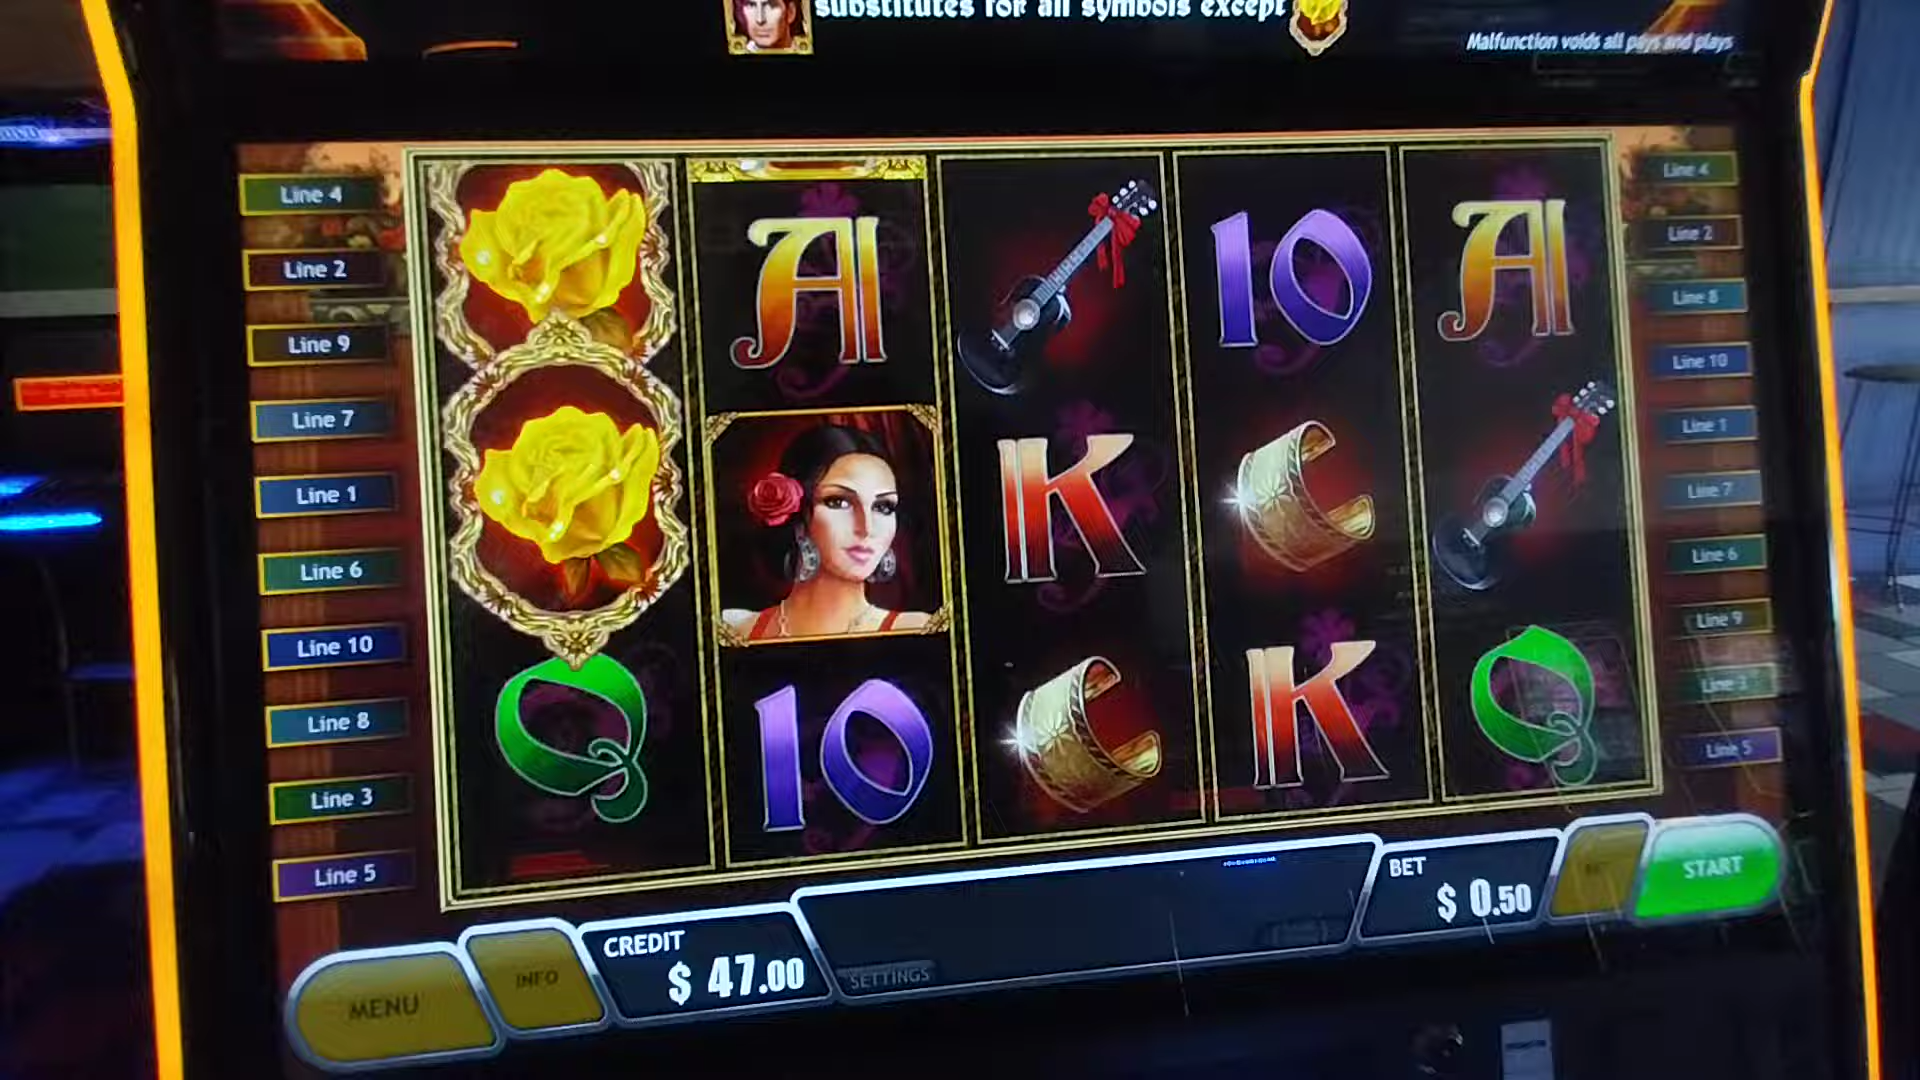 substitutes for all symbols except
Malfunction voids all pays and plays
Line 4
Line 2
Line 9
Line 7
Line 1
Line 6
Line 10
Line 8
Line 3
Line 5
A 10 A
K
Q 10 K Q
Line 4
Line 2
Line 8
Line 10
Line 1
Line 7
Line 6
Line 9
Line 3
Line 5
MENU
INFO
CREDIT
$ 47.00
SETTINGS
BET
$ 0.50
START